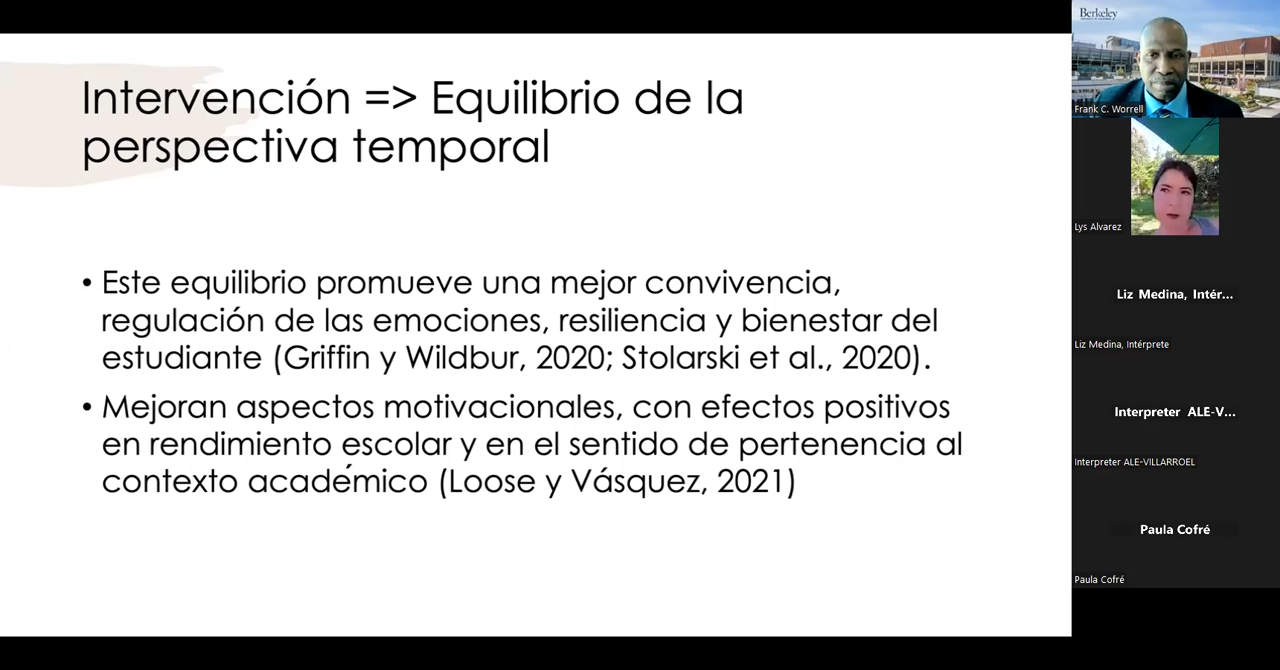 Intervención => Equilibrio de la
perspectiva temporal
• Este equilibrio promueve una mejor convivencia,
regulación de las emociones, resiliencia y bienestar del
estudiante (Griffin y Wildbur, 2020; Stolarski et al., 2020).
• Mejoran aspectos motivacionales, con efectos positivos
en rendimiento escolar y en el sentido de pertenencia al
contexto académico (Loose y Vásquez, 2021)
Berkeley
Frank C. Worrell
Lys Alvarez
Liz Medina, Intér...
Liz Medina, Intérprete
Interpreter ALE-V...
Interpreter ALE-VILLARROEL
Paula Cofré
Paula Cofré